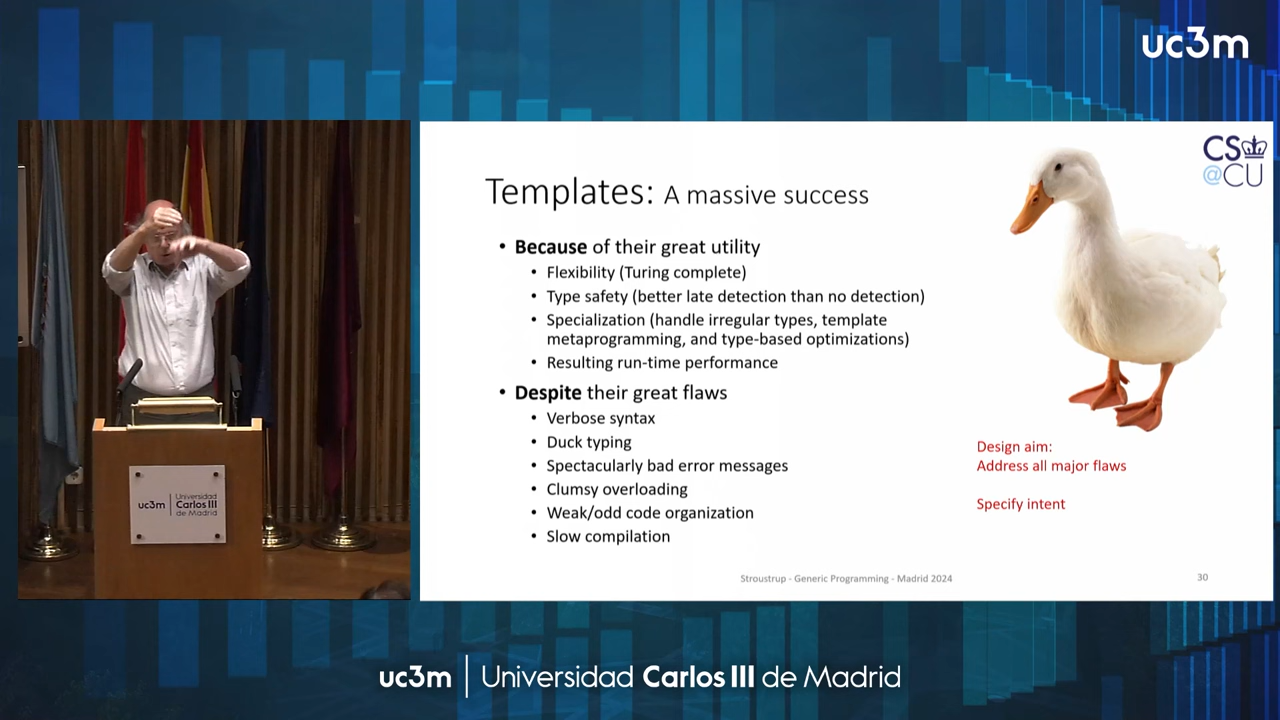 uc3m
CS
@CU
Templates: A massive success
• Because of their great utility
• Flexibility (Turing complete)
• Type safety (better late detection than no detection)
• Specialization (handle irregular types, template
metaprogramming, and type-based optimizations)
• Resulting run-time performance
• Despite their great flaws
• Verbose syntax
• Duck typing
• Spectacularly bad error messages
• Clumsy overloading
• Weak/odd code organization
• Slow compilation
Design aim:
Address all major flaws
Specify intent
Stroustrup - Generic Programming - Madrid 2024
30
uc3m
Universidad
Carlos III
de Madrid
uc3m | Universidad Carlos III de Madrid